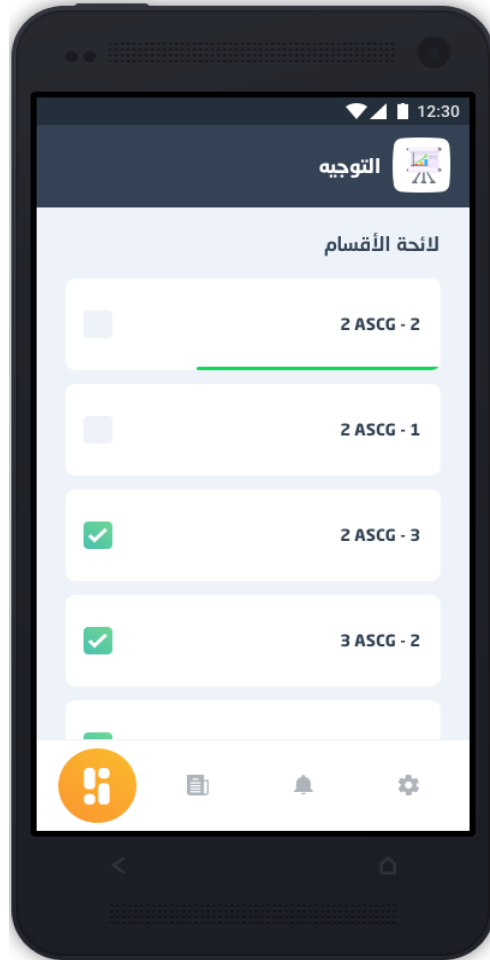 12:30
التوجيه
لائحة الأقسام
2 ASCG - 2
2 ASCG - 1
2 ASCG - 3
3 ASCG - 2